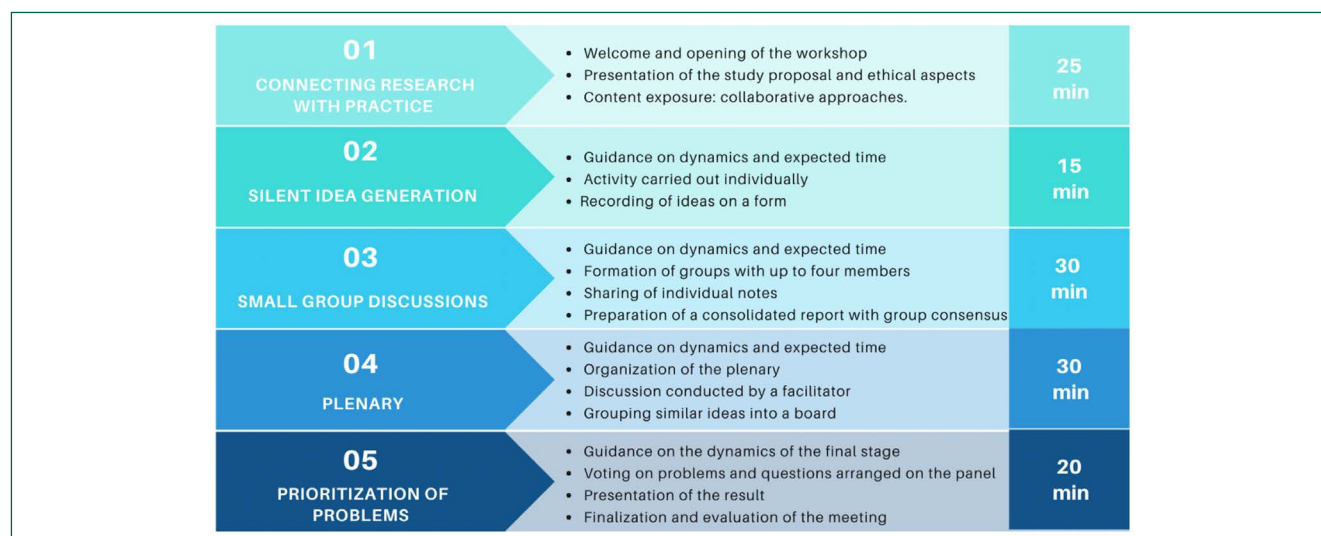 01
CONNECTING RESEARCH
WITH PRACTICE
• Welcome and opening of the workshop
• Presentation of the study proposal and ethical aspects
• Content exposure: collaborative approaches.
25
min
02
SILENT IDEA GENERATION
• Guidance on dynamics and expected time
• Activity carried out individually
• Recording of ideas on a form
15
min
03
SMALL GROUP DISCUSSIONS
• Guidance on dynamics and expected time
• Formation of groups with up to four members
• Sharing of individual notes
• Preparation of a consolidated report with group consensus
30
min
04
PLENARY
• Guidance on dynamics and expected time
• Organization of the plenary
• Discussion conducted by a facilitator
• Grouping similar ideas into a board
30
min
05
PRIORITIZATION OF
PROBLEMS
• Guidance on the dynamics of the final stage
• Voting on problems and questions arranged on the panel
• Presentation of the result
• Finalization and evaluation of the meeting
20
min